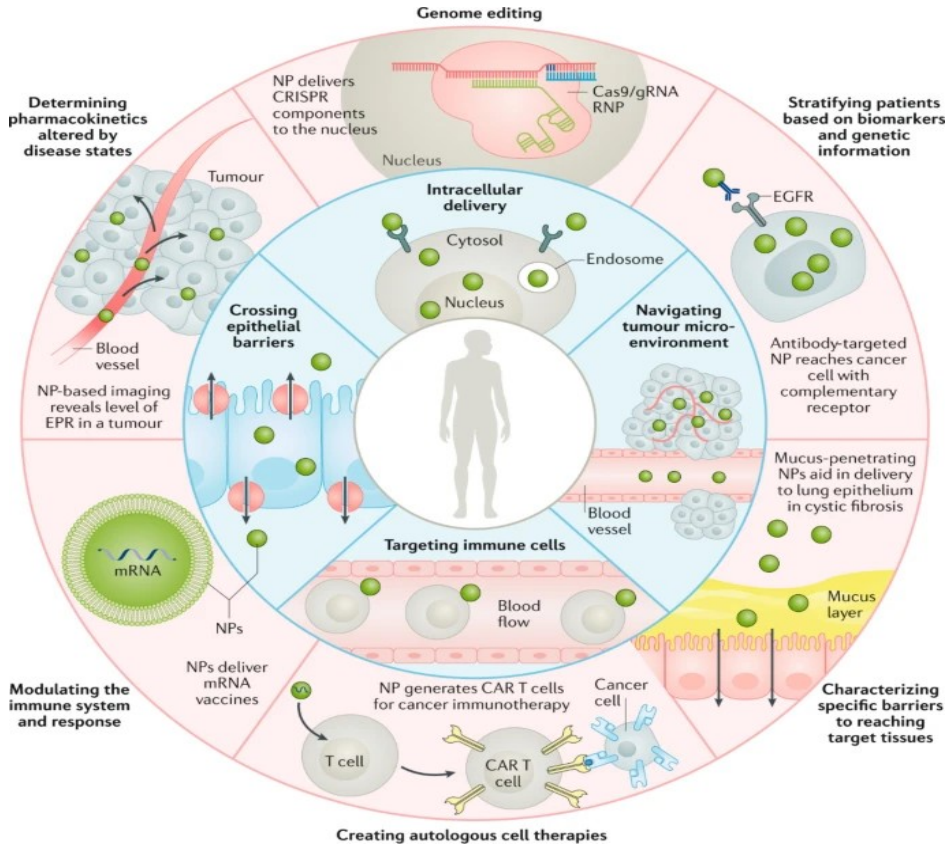 Genome editing
NP delivers
CRISPR
components
to the nucleus
Cas9/gRNA
RNP
Nucleus
Determining
pharmacokinetics
altered by
disease states
Tumour
Blood
vessel
NP-based imaging
reveals level of
EPR in a tumour
Stratifying patients
based on biomarkers
and genetic
information
EGFR
Antibody-targeted
NP reaches cancer
cell with
complementary
receptor
Intracellular
delivery
Cytosol
Endosome
Nucleus
Crossing
epithelial
barriers
Navigating
tumour micro-
environment
Blood
vessel
Targeting immune cells
Blood
flow
Mucus-penetrating
NPs aid in delivery
to lung epithelium
in cystic fibrosis
Mucus
layer
Characterizing
specific barriers
to reaching
target tissues
mRNA
NPs
NPs deliver
mRNA
vaccines
Modulating the
immune system
and response
NP generates CAR T cells
for cancer immunotherapy
Cancer
cell
T cell
CAR T
cell
Creating autologous cell therapies